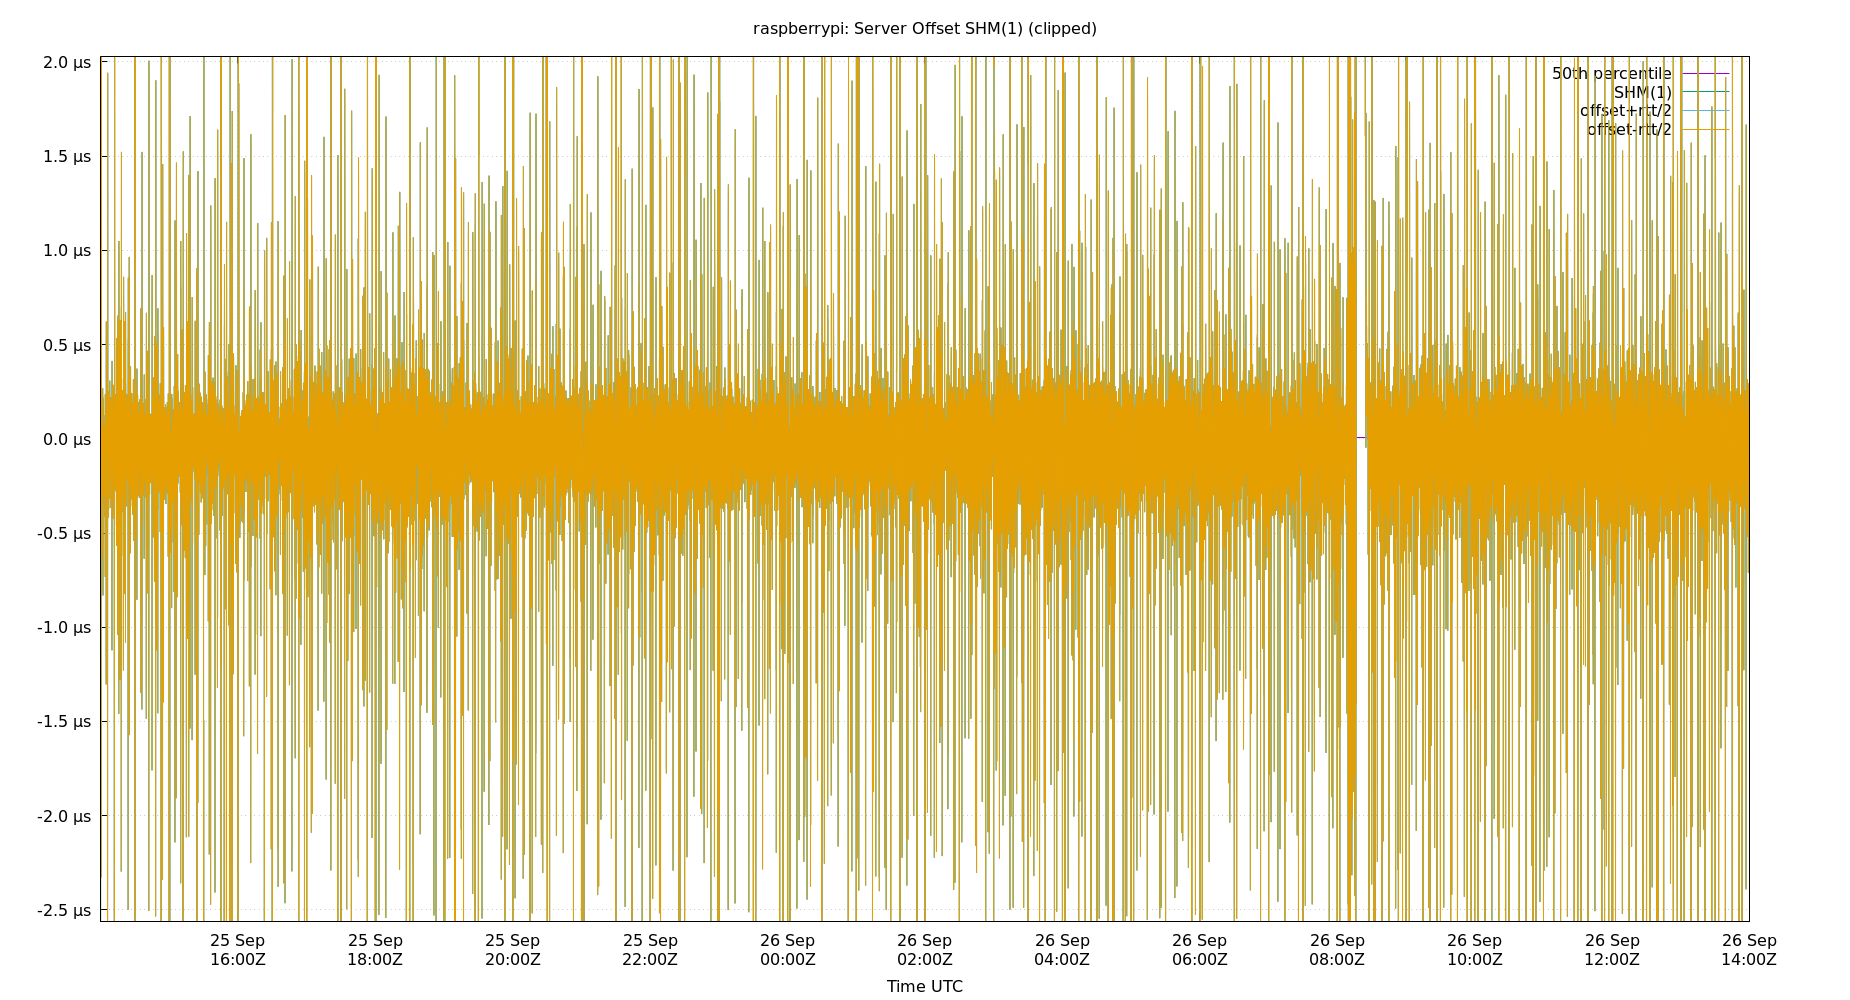 raspberrypi: Server Offset SHM(1) (clipped)
2.0 µs
1.5 µs
1.0 µs
0.5 µs
0.0 µs
-0.5 µs
-1.0 µs
-1.5 µs
-2.0 µs
-2.5 µs
50th percentile
SHM(1)
offset+rtt/2
offset-rtt/2
25 Sep 25 Sep 25 Sep 25 Sep 26 Sep 26 Sep 26 Sep 26 Sep 26 Sep 26 Sep 26 Sep 26 Sep
16:00Z 18:00Z 20:00Z 22:00Z 00:00Z 02:00Z 04:00Z 06:00Z 08:00Z 10:00Z 12:00Z 14:00Z
Time UTC